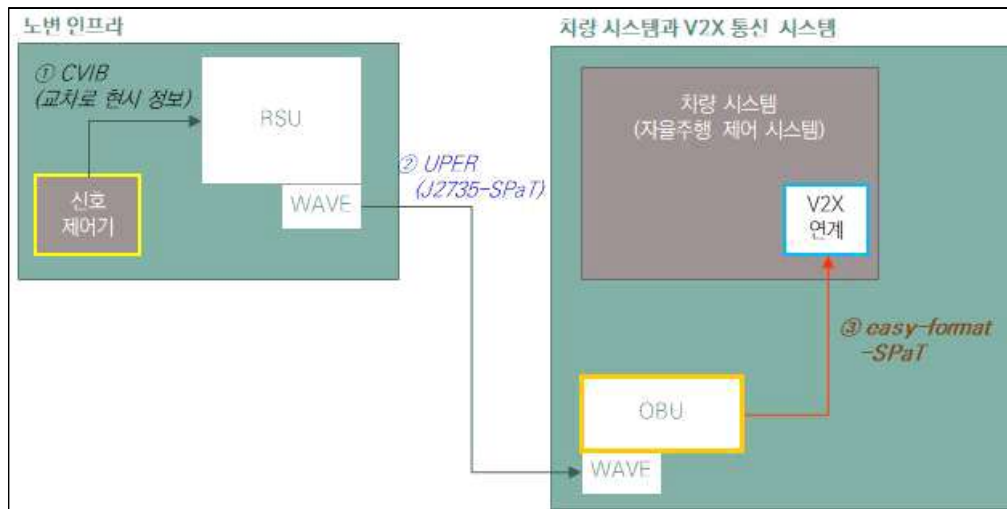 노변 인프라
① CVIB
(교차로 현시 정보)
RSU
신호
제어기
WAVE
② UPER
(J2735-SPaT)
차량 시스템과 V2X 통신 시스템
차량 시스템
(자율주행 제어 시스템)
V2X
연계
③ easy-format
-SPaT
OBU
WAVE